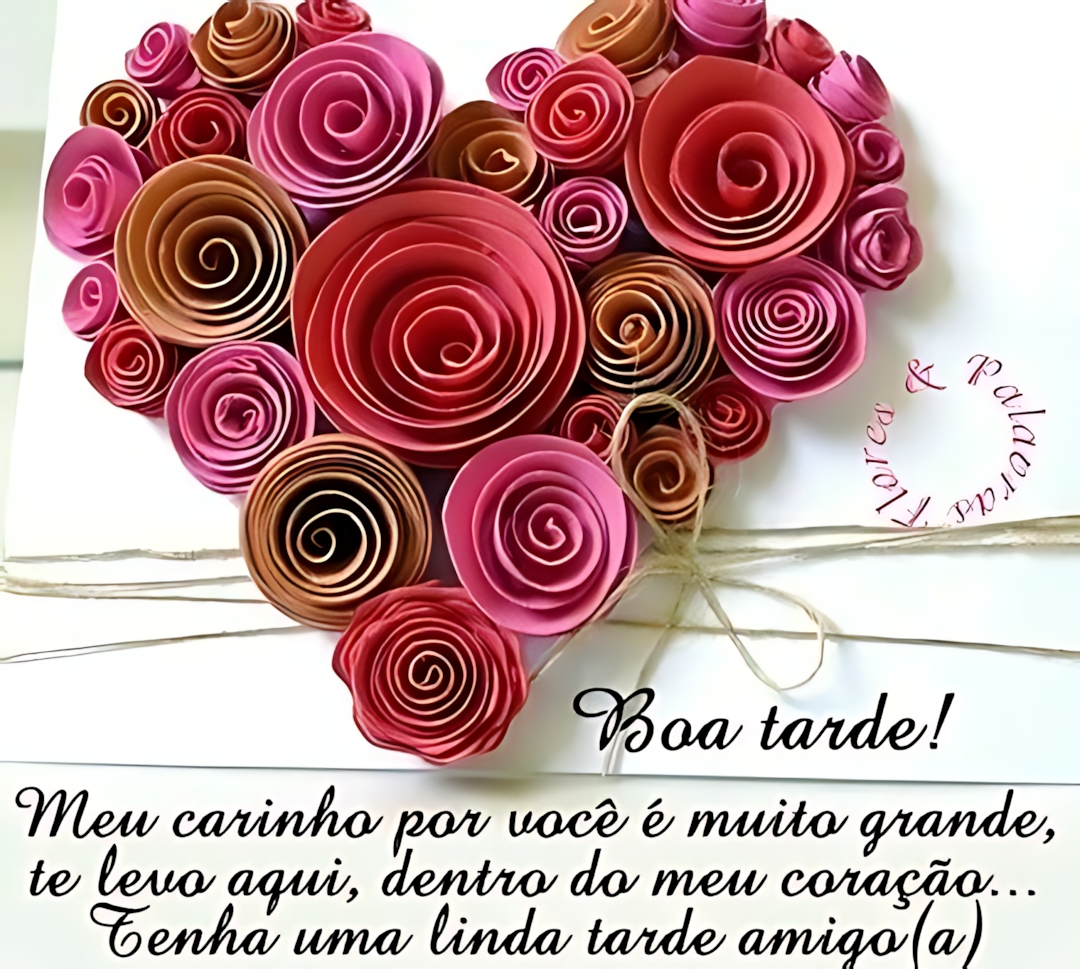 Flores & Palavras
Boa tarde!
Meu carinho por você é muito grande,
te levo aqui, dentro do meu coração...
Tenha uma linda tarde amigo(a)